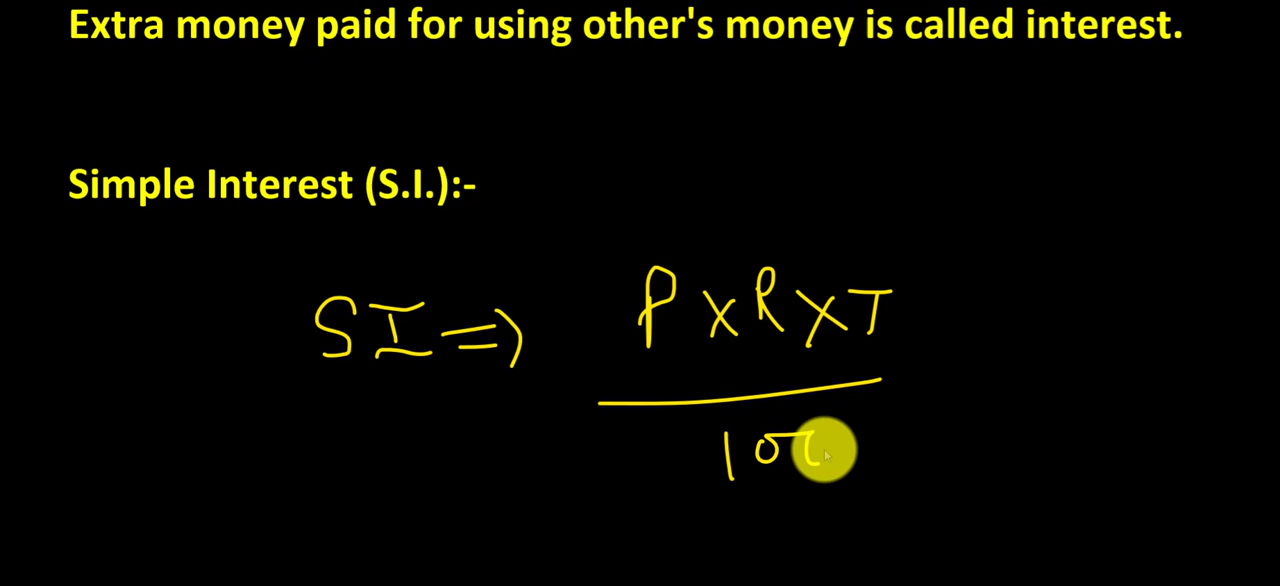 Extra money paid for using other's money is called interest.
Simple Interest (S.I.):-
SI => P X R X T
100